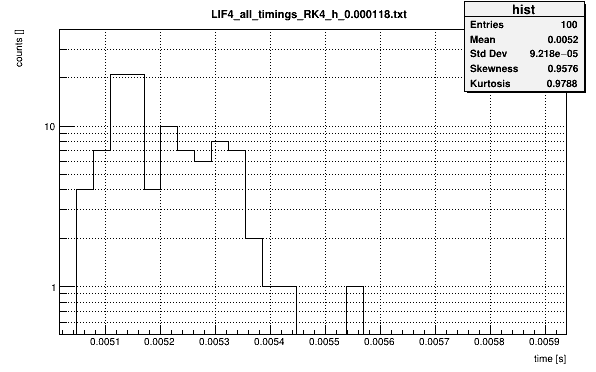 LIF4_all_timings_RK4_h_0.000118.txt
hist
Entries 100
Mean 0.0052
Std Dev 9.218e−05
Skewness 0.9576
Kurtosis 0.9788
counts []
10
1
0.0051 0.0052 0.0053 0.0054 0.0055 0.0056 0.0057 0.0058 0.0059
time [s]